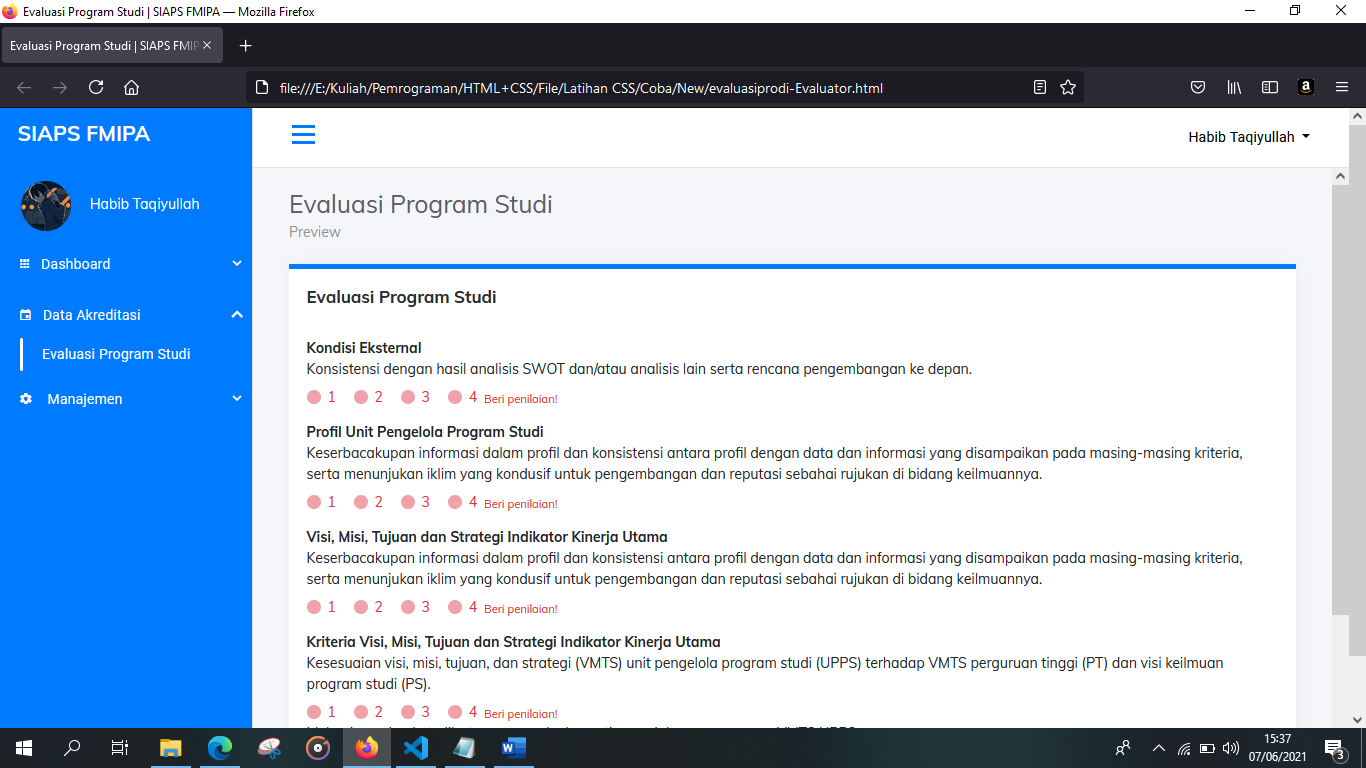 Evaluasi Program Studi | SIAPS FMIPA — Mozilla Firefox
Evaluasi Program Studi | SIAPS FMIP
file:///E:/Kuliah/Pemrograman/HTML+CSS/File/Latihan CSS/Coba/New/evaluasiprodi-Evaluator.html
SIAPS FMIPA
Habib Taqiyullah
Habib Taqiyullah
Dashboard
Data Akreditasi
Evaluasi Program Studi
Manajemen
Evaluasi Program Studi
Preview
Evaluasi Program Studi
Kondisi Eksternal
Konsistensi dengan hasil analisis SWOT dan/atau analisis lain serta rencana pengembangan ke depan.
1 2 3 4 Beri penilaian!
Profil Unit Pengelola Program Studi
Keserbacakupan informasi dalam profil dan konsistensi antara profil dengan data dan informasi yang disampaikan pada masing-masing kriteria,
serta menunjukan iklim yang kondusif untuk pengembangan dan reputasi sebahai rujukan di bidang keilmuannya.
1 2 3 4 Beri penilaian!
Visi, Misi, Tujuan dan Strategi Indikator Kinerja Utama
Keserbacakupan informasi dalam profil dan konsistensi antara profil dengan data dan informasi yang disampaikan pada masing-masing kriteria,
serta menunjukan iklim yang kondusif untuk pengembangan dan reputasi sebahai rujukan di bidang keilmuannya.
1 2 3 4 Beri penilaian!
Kriteria Visi, Misi, Tujuan dan Strategi Indikator Kinerja Utama
Kesesuaian visi, misi, tujuan, dan strategi (VMTS) unit pengelola program studi (UPPS) terhadap VMTS perguruan tinggi (PT) dan visi keilmuan
program studi (PS).
1 2 3 4 Beri penilaian!
15:37
07/06/2021
3